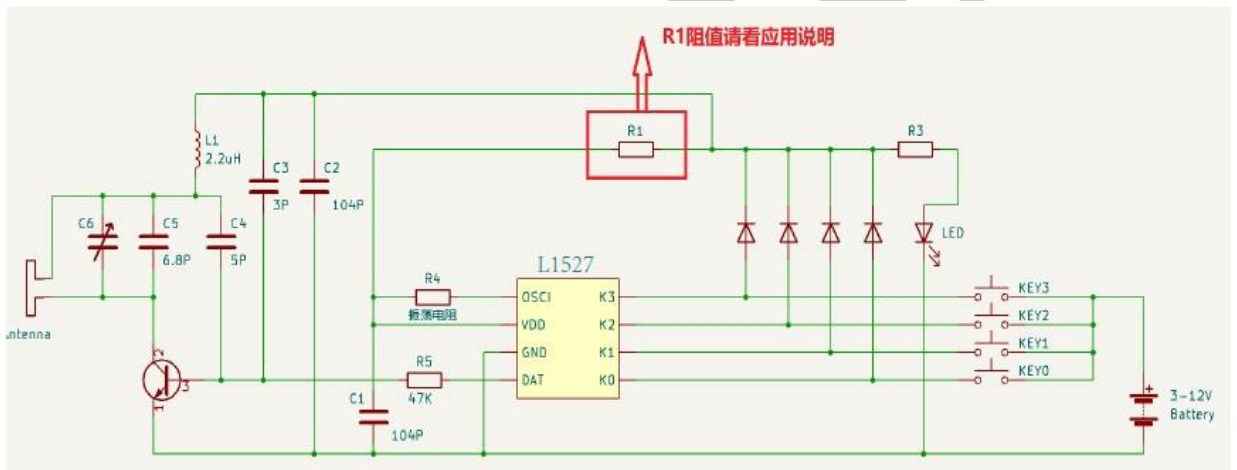 R1阻值请看应用说明
R1
R3
L1
2.2uH
C3
3P
C2
104P
C6
C5
6.8P
C4
5P
LED
L1527
R4
振荡电阻
OSCI
K3
KEY3
VDD
K2
KEY2
GND
K1
KEY1
DAT
K0
KEY0
ntenna
2
3
1
R5
47K
C1
104P
+
3-12V
Battery